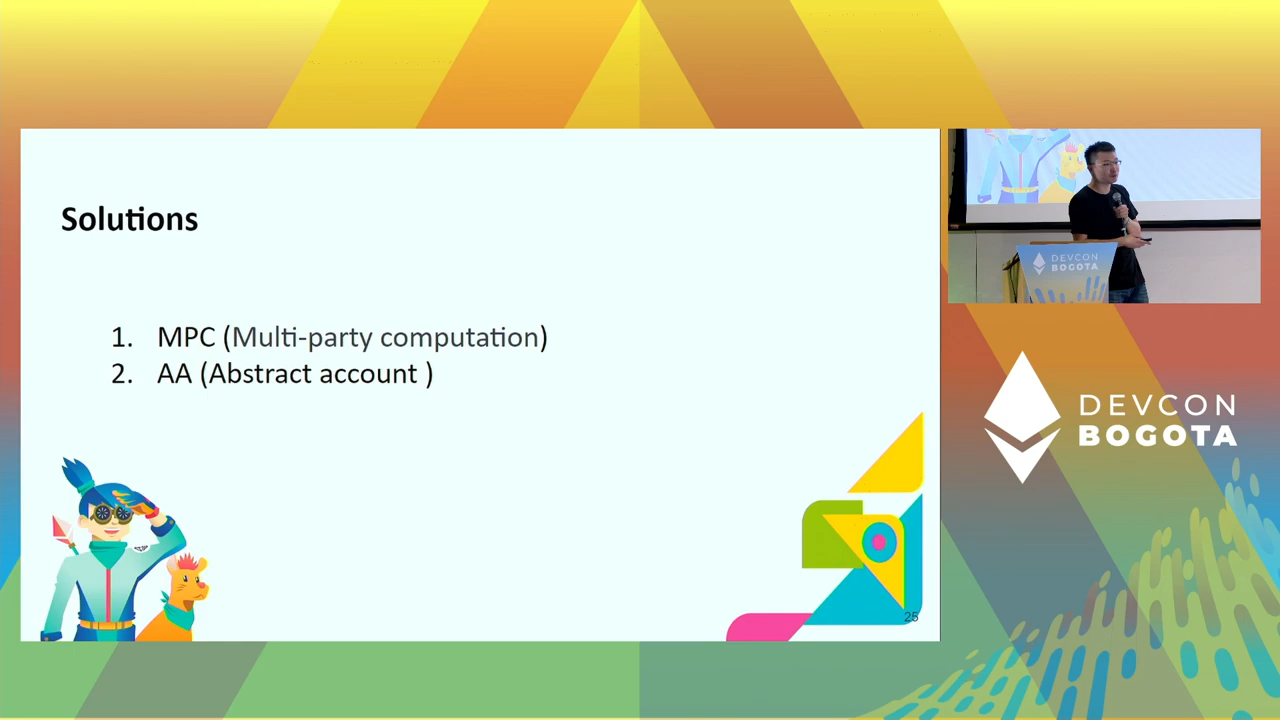 Solutions
1. MPC (Multi-party computation)
2. AA (Abstract account )
25
DEVCON
BOGOTA
DEVCON
BOGOTA